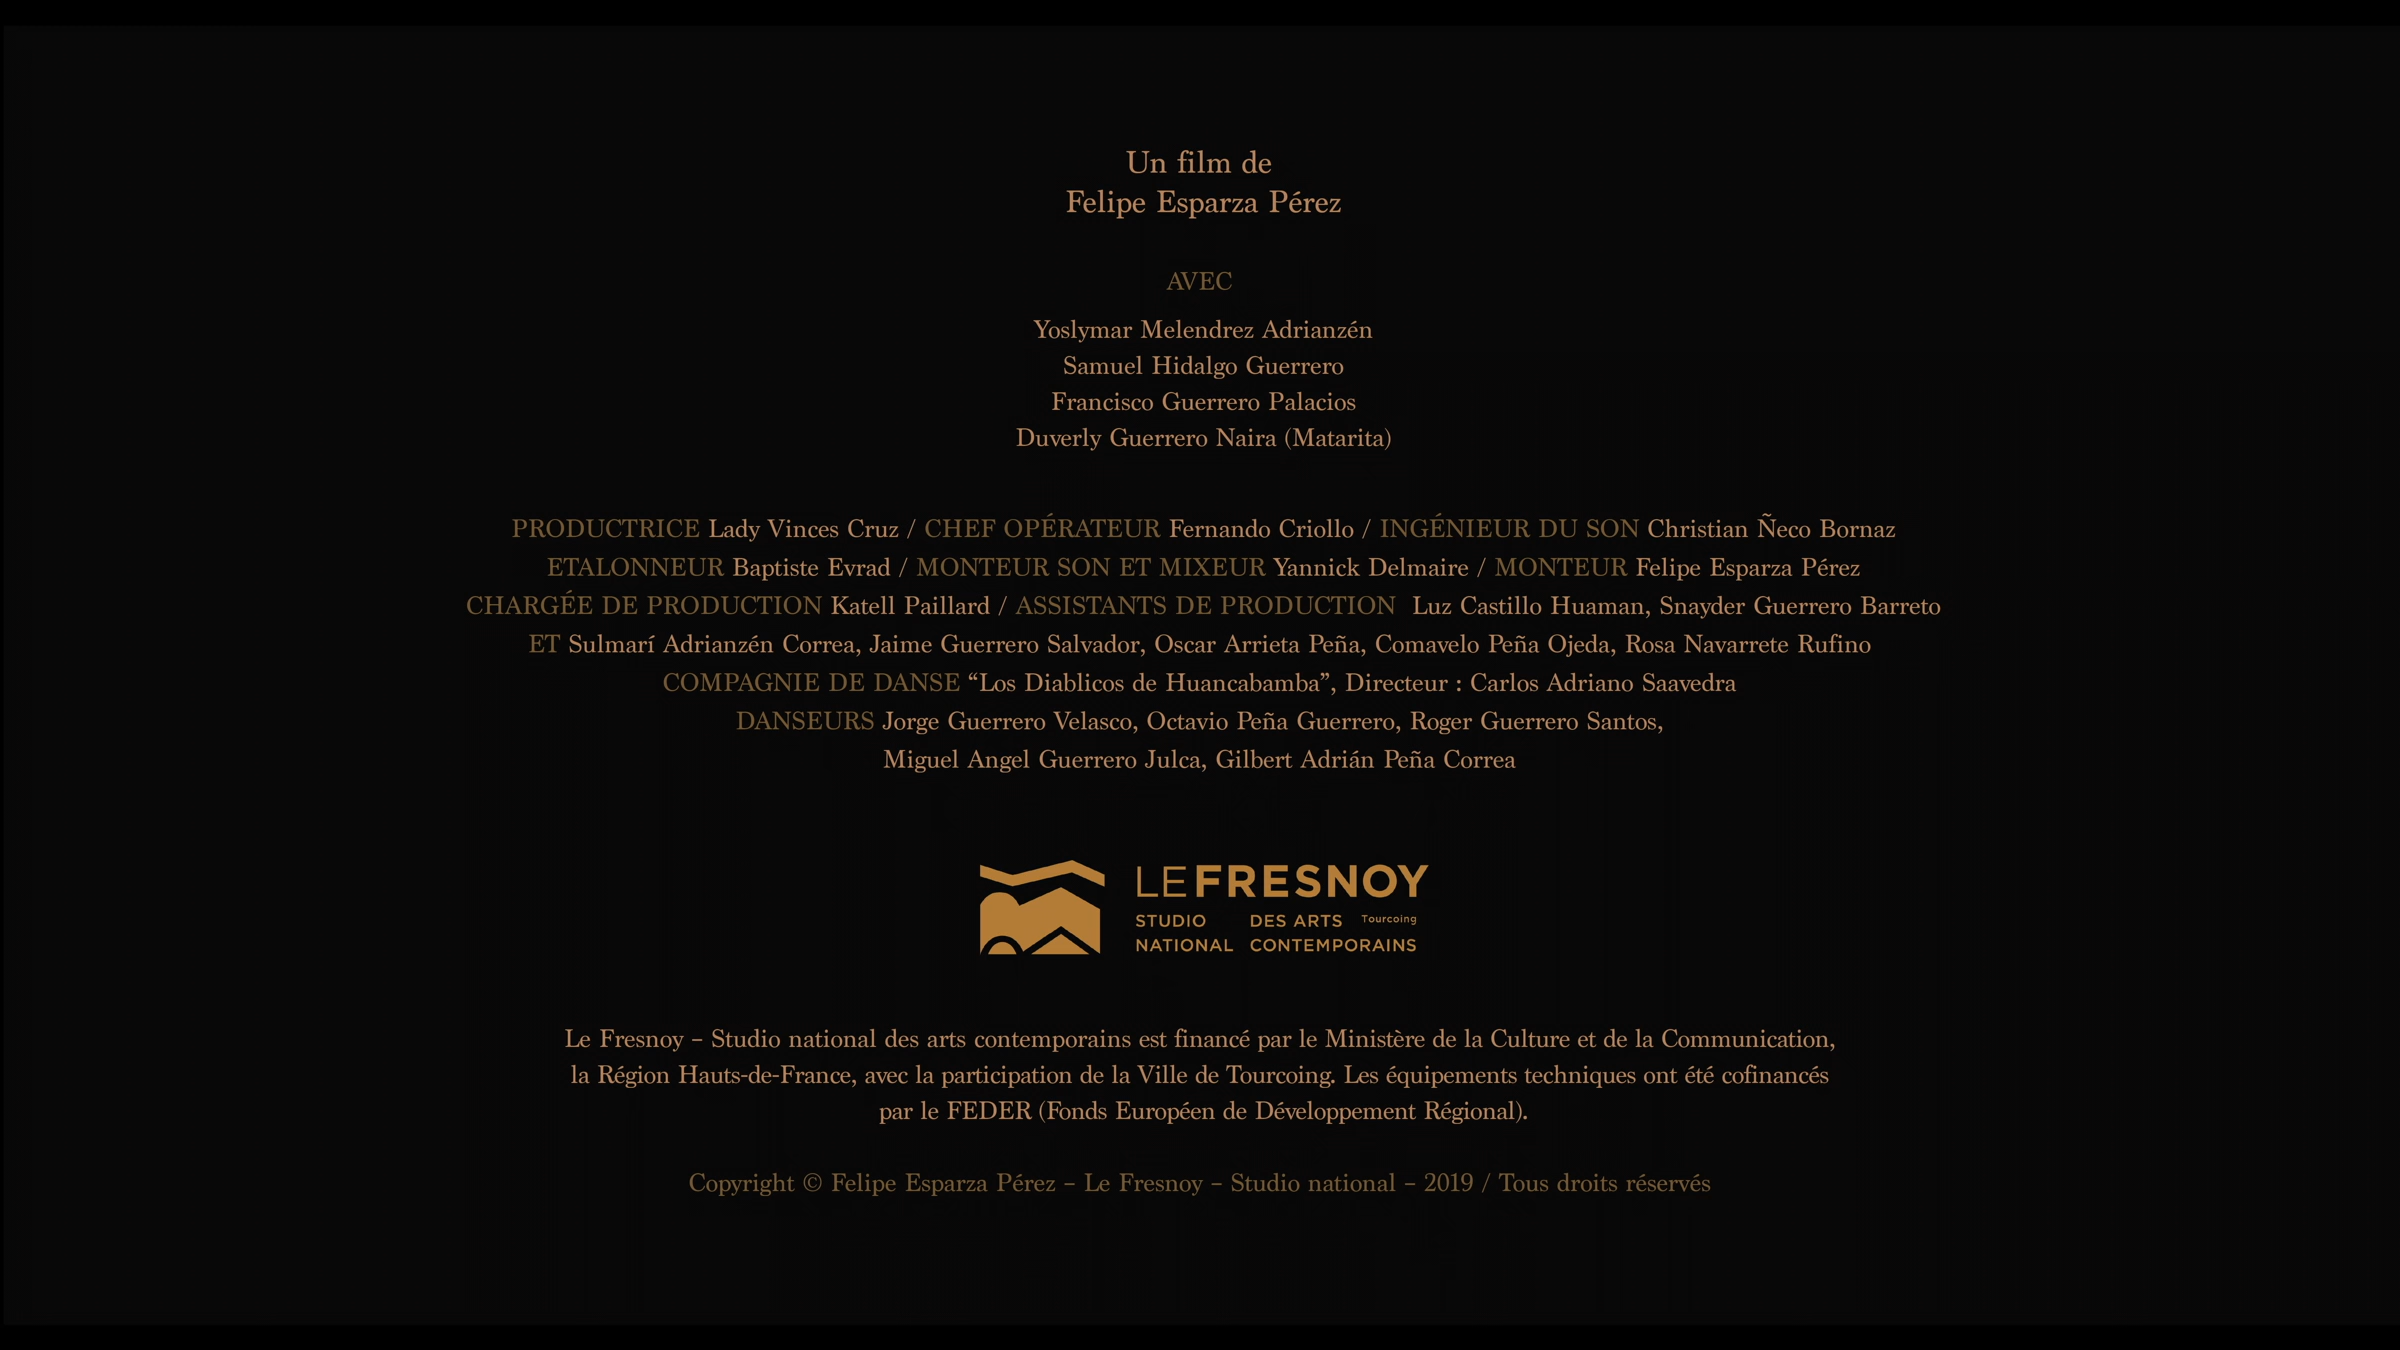 Un film de
Felipe Esparza Pérez
AVEC
Yoslymar Melendrez Adrianzén
Samuel Hidalgo Guerrero
Francisco Guerrero Palacios
Duverly Guerrero Naira (Matarita)
PRODUCTRICE Lady Vinces Cruz / CHEF OPÉRATEUR Fernando Criollo / INGÉNIEUR DU SON Christian Ñeco Bornaz
ETALONNEUR Baptiste Evrad / MONTEUR SON ET MIXEUR Yannick Delmaire / MONTEUR Felipe Esparza Pérez
CHARGÉE DE PRODUCTION Katell Paillard / ASSISTANTS DE PRODUCTION Luz Castillo Huaman, Snayder Guerrero Barreto
ET Sulmarí Adrianzén Correa, Jaime Guerrero Salvador, Oscar Arrieta Peña, Comavelo Peña Ojeda, Rosa Navarrete Rufino
COMPAGNIE DE DANSE “Los Diablicos de Huancabamba”, Directeur : Carlos Adriano Saavedra
DANSEURS Jorge Guerrero Velasco, Octavio Peña Guerrero, Roger Guerrero Santos,
Miguel Angel Guerrero Julca, Gilbert Adrián Peña Correa
LE FRESNOY
STUDIO DES ARTS Tourcoing
NATIONAL CONTEMPORAINS
Le Fresnoy – Studio national des arts contemporains est financé par le Ministère de la Culture et de la Communication,
la Région Hauts-de-France, avec la participation de la Ville de Tourcoing. Les équipements techniques ont été cofinancés
par le FEDER (Fonds Européen de Développement Régional).
Copyright © Felipe Esparza Pérez – Le Fresnoy – Studio national – 2019 / Tous droits réservés